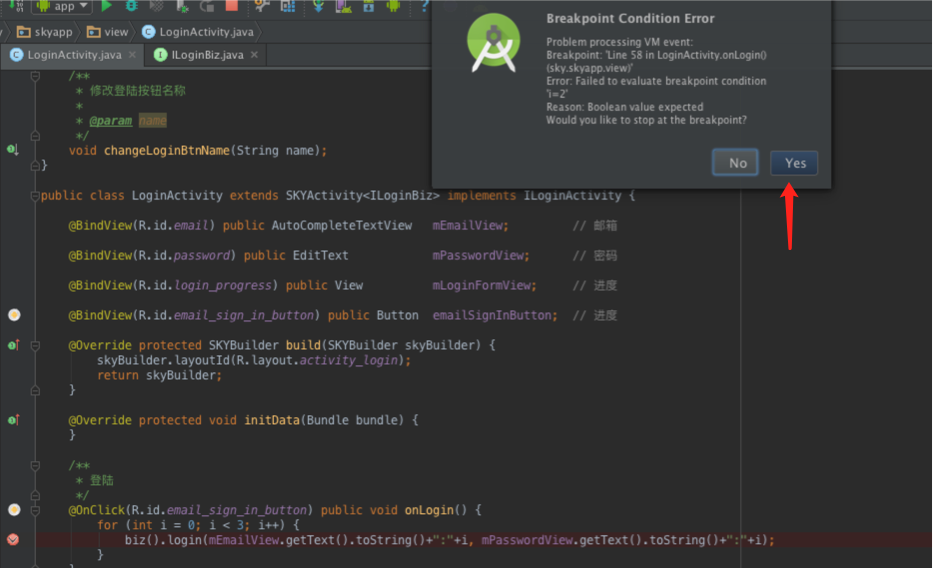 app
skyapp
view
LoginActivity.java
LoginActivity.java
ILoginBiz.java
Breakpoint Condition Error
Problem processing VM event:
Breakpoint: 'Line 58 in LoginActivity.onLogin()
(sky.skyapp.view)'
Error: Failed to evaluate breakpoint condition
'i=2'
Reason: Boolean value expected
Would you like to stop at the breakpoint?
No
Yes
/**
* 修改登陆按钮名称
*
* @param name
*/
void changeLoginBtnName(String name);
}
public class LoginActivity extends SKYActivity<ILoginBiz> implements ILoginActivity {
@BindView(R.id.email) public AutoCompleteTextView mEmailView; // 邮箱
@BindView(R.id.password) public EditText mPasswordView; // 密码
@BindView(R.id.login_progress) public View mLoginFormView; // 进度
@BindView(R.id.email_sign_in_button) public Button emailSignInButton; // 进度
@Override protected SKYBuilder build(SKYBuilder skyBuilder) {
skyBuilder.layoutId(R.layout.activity_login);
return skyBuilder;
}
@Override protected void initData(Bundle bundle) {
}
/**
* 登陆
*/
@OnClick(R.id.email_sign_in_button) public void onLogin() {
for (int i = 0; i < 3; i++) {
biz().login(mEmailView.getText().toString()+":"+i, mPasswordView.getText().toString()+":"+i);
}